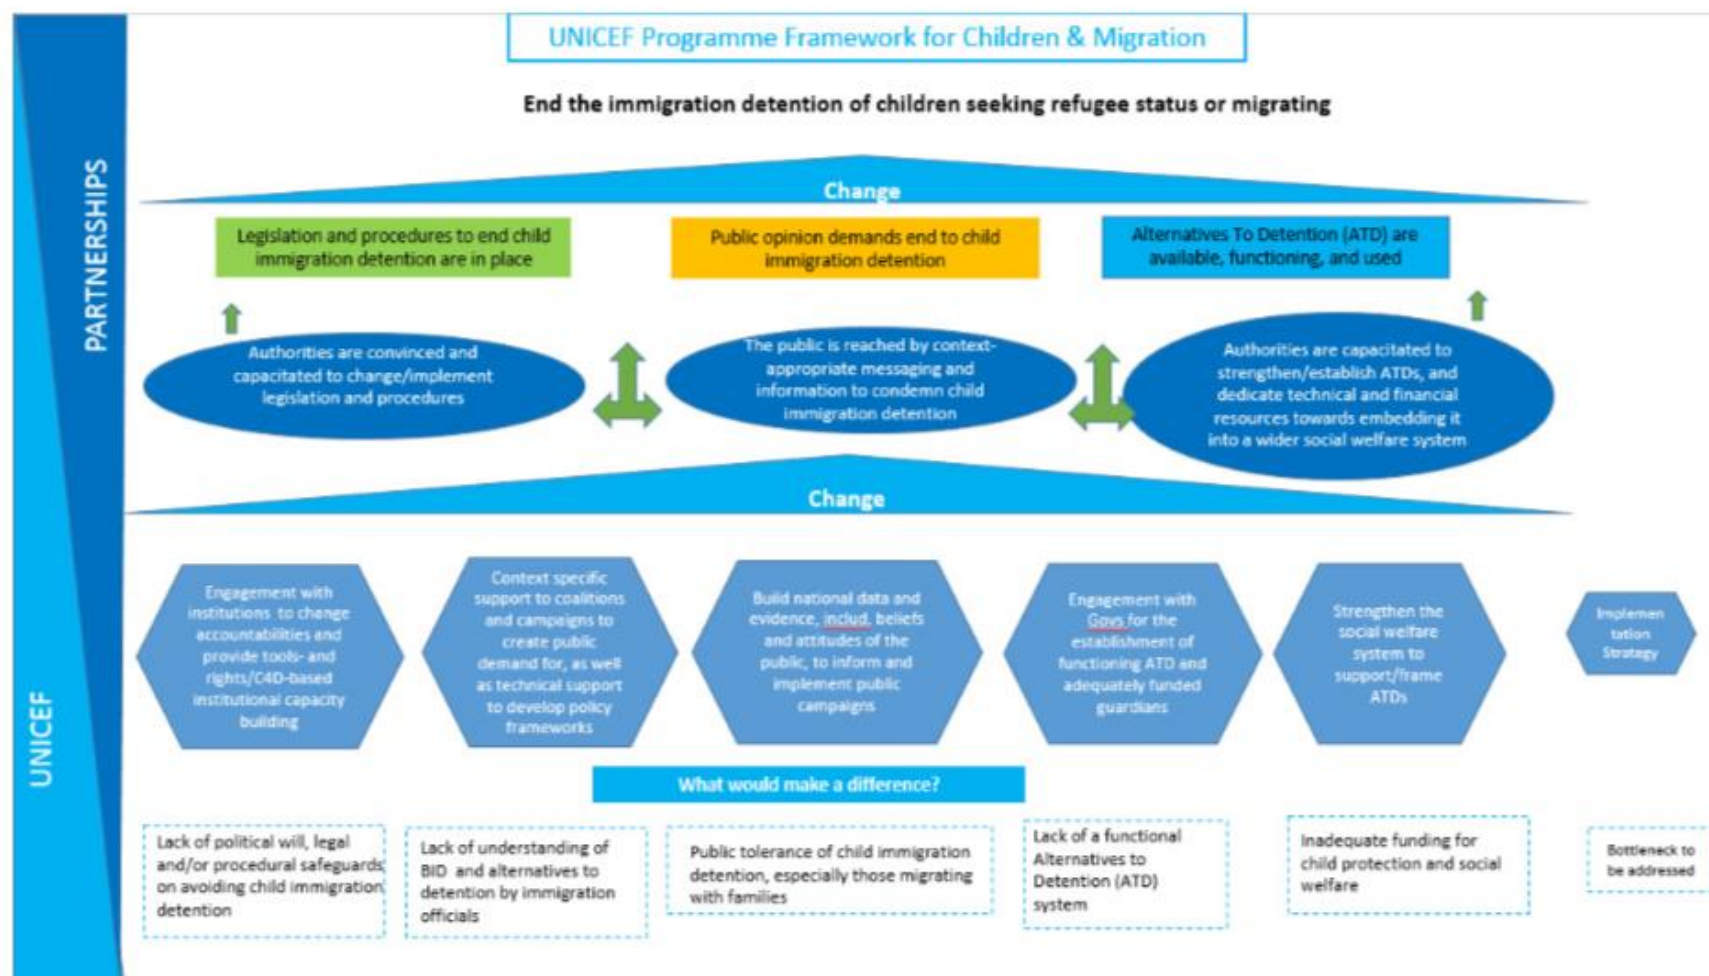 UNICEF Programme Framework for Children & Migration
End the immigration detention of children seeking refugee status or migrating
PARTNERSHIPS
UNICEF
Change
Legislation and procedures to end child
immigration detention are in place
Public opinion demands end to child
immigration detention
Alternatives To Detention (ATD) are
available, functioning, and used
Authorities are convinced and
capacitated to change/implement
legislation and procedures
The public is reached by context-
appropriate messaging and
information to condemn child
immigration detention
Authorities are capacitated to
strengthen/establish ATDs, and
dedicate technical and financial
resources towards embedding it
into a wider social welfare system
Change
Engagement with
institutions to change
accountabilities and
provide tools- and
rights/C4D-based
institutional capacity
building
Context specific
support to coalitions
and campaigns to
create public
demand for, as well
as technical support
to develop policy
frameworks
Build national data and
evidence, includ. beliefs
and attitudes of the
public, to inform and
implement public
campaigns
Engagement with
Govs for the
establishment of
functioning ATD and
adequately funded
guardians
Strengthen the
social welfare
system to
support/frame
ATDs
Implemen
tation
Strategy
What would make a difference?
Lack of political will, legal
and/or procedural safeguards
on avoiding child immigration
detention
Lack of understanding of
BID and alternatives to
detention by immigration
officials
Public tolerance of child immigration
detention, especially those migrating
with families
Lack of a functional
Alternatives to
Detention (ATD)
system
Inadequate funding for
child protection and social
welfare
Bottleneck to
be addressed